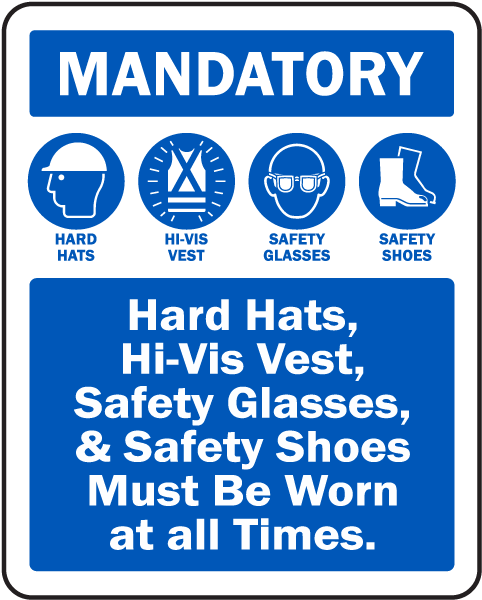 MANDATORY
HARD HATS
HI-VIS VEST
SAFETY GLASSES
SAFETY SHOES
Hard Hats,
Hi-Vis Vest,
Safety Glasses,
& Safety Shoes
Must Be Worn
at all Times.